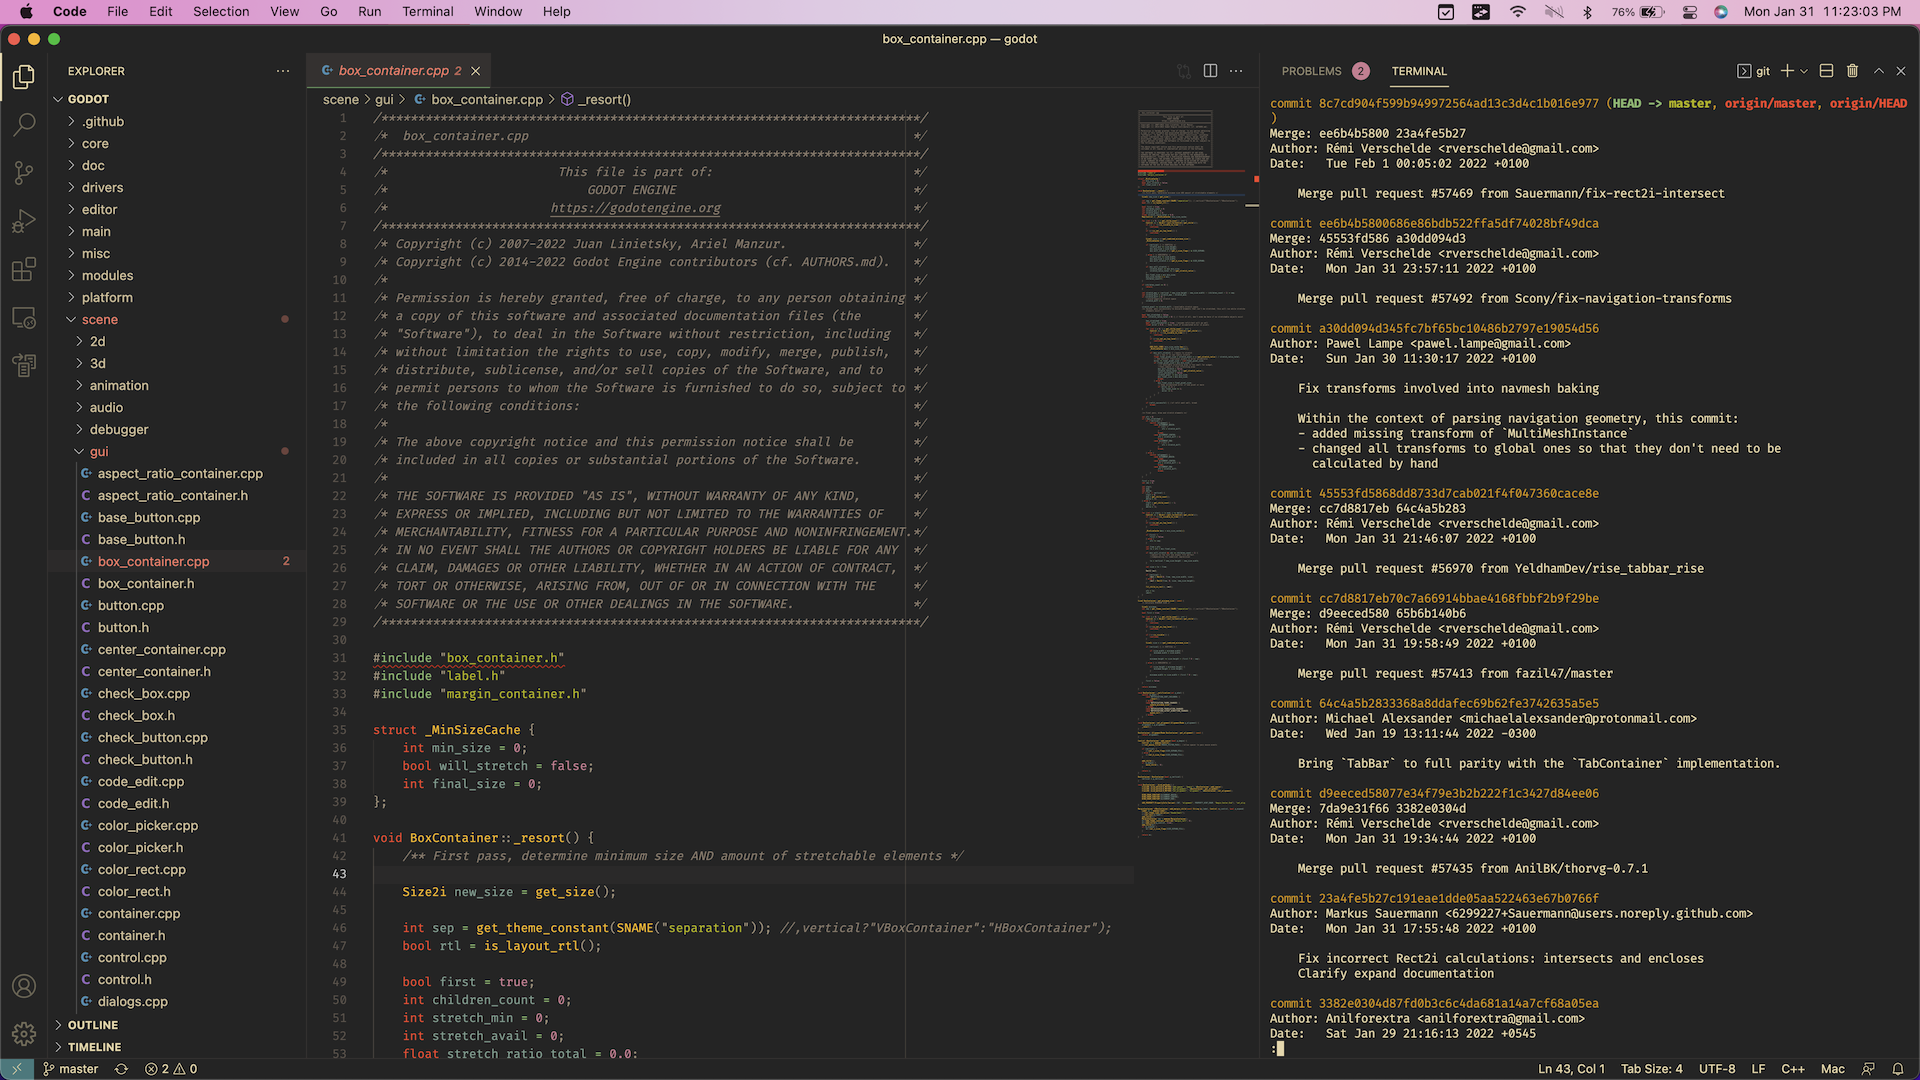 Code File Edit Selection View Go Run Terminal Window Help
76% Mon Jan 31 11:23:03 PM
box_container.cpp — godot
EXPLORER
GODOT
.github
core
doc
drivers
editor
main
misc
modules
platform
scene
2d
3d
animation
audio
debugger
gui
aspect_ratio_container.cpp
aspect_ratio_container.h
base_button.cpp
base_button.h
box_container.cpp 2
box_container.h
button.cpp
button.h
center_container.cpp
center_container.h
check_box.cpp
check_box.h
check_button.cpp
check_button.h
code_edit.cpp
code_edit.h
color_picker.cpp
color_picker.h
color_rect.cpp
color_rect.h
container.cpp
container.h
control.cpp
control.h
dialogs.cpp
OUTLINE
TIMELINE
box_container.cpp 2
scene > gui > box_container.cpp > _resort()
1 /*************************************************************************/
2 /*  box_container.cpp                                                    */
3 /*************************************************************************/
4 /*                       This file is part of:                           */
5 /*                           GODOT ENGINE                                */
6 /*                      https://godotengine.org                          */
7 /*************************************************************************/
8 /* Copyright (c) 2007-2022 Juan Linietsky, Ariel Manzur.                 */
9 /* Copyright (c) 2014-2022 Godot Engine contributors (cf. AUTHORS.md).   */
10 /*                                                                       */
11 /* Permission is hereby granted, free of charge, to any person obtaining */
12 /* a copy of this software and associated documentation files (the       */
13 /* "Software"), to deal in the Software without restriction, including   */
14 /* without limitation the rights to use, copy, modify, merge, publish,   */
15 /* distribute, sublicense, and/or sell copies of the Software, and to    */
16 /* permit persons to whom the Software is furnished to do so, subject to */
17 /* the following conditions:                                             */
18 /*                                                                       */
19 /* The above copyright notice and this permission notice shall be        */
20 /* included in all copies or substantial portions of the Software.       */
21 /*                                                                       */
22 /* THE SOFTWARE IS PROVIDED "AS IS", WITHOUT WARRANTY OF ANY KIND,       */
23 /* EXPRESS OR IMPLIED, INCLUDING BUT NOT LIMITED TO THE WARRANTIES OF    */
24 /* MERCHANTABILITY, FITNESS FOR A PARTICULAR PURPOSE AND NONINFRINGEMENT.*/
25 /* IN NO EVENT SHALL THE AUTHORS OR COPYRIGHT HOLDERS BE LIABLE FOR ANY  */
26 /* CLAIM, DAMAGES OR OTHER LIABILITY, WHETHER IN AN ACTION OF CONTRACT,  */
27 /* TORT OR OTHERWISE, ARISING FROM, OUT OF OR IN CONNECTION WITH THE     */
28 /* SOFTWARE OR THE USE OR OTHER DEALINGS IN THE SOFTWARE.                */
29 /*************************************************************************/
30
31 #include "box_container.h"
32 #include "label.h"
33 #include "margin_container.h"
34
35 struct _MinSizeCache {
36 int min_size = 0;
37 bool will_stretch = false;
38 int final_size = 0;
39 };
40
41 void BoxContainer::_resort() {
42 /** First pass, determine minimum size AND amount of stretchable elements */
43
44 Size2i new_size = get_size();
45
46 int sep = get_theme_constant(SNAME("separation")); //,vertical?"VBoxContainer":"HBoxContainer");
47 bool rtl = is_layout_rtl();
48
49 bool first = true;
50 int children_count = 0;
51 int stretch_min = 0;
52 int stretch_avail = 0;
53 float stretch_ratio_total = 0.0;
PROBLEMS 2 TERMINAL git
commit 8c7cd904f599b949972564ad13c3d4c1b016e977 (HEAD -> master, origin/master, origin/HEAD
)
Merge: ee6b4b5800 23a4fe5b27
Author: Rémi Verschelde <rverschelde@gmail.com>
Date:   Tue Feb 1 00:05:02 2022 +0100
Merge pull request #57469 from Sauermann/fix-rect2i-intersect
commit ee6b4b5800686e86bdb522ffa5df74028bf49dca
Merge: 45553fd586 a30dd094d3
Author: Rémi Verschelde <rverschelde@gmail.com>
Date:   Mon Jan 31 23:57:11 2022 +0100
Merge pull request #57492 from Scony/fix-navigation-transforms
commit a30dd094d345fc7bf65bc10486b2797e19054d56
Author: Pawel Lampe <pawel.lampe@gmail.com>
Date:   Sun Jan 30 11:30:17 2022 +0100
Fix transforms involved into navmesh baking
Within the context of parsing navigation geometry, this commit:
- added missing transform of `MultiMeshInstance`
- changed all transforms to global ones so that they don't need to be
calculated by hand
commit 45553fd5868dd8733d7cab021f4f047360cace8e
Merge: cc7d8817eb 64c4a5b283
Author: Rémi Verschelde <rverschelde@gmail.com>
Date:   Mon Jan 31 21:46:07 2022 +0100
Merge pull request #56970 from YeldhamDev/rise_tabbar_rise
commit cc7d8817eb70c7a66914bbae4168fbbf2b9f29be
Merge: d9eeced580 65b6b140b6
Author: Rémi Verschelde <rverschelde@gmail.com>
Date:   Mon Jan 31 19:58:49 2022 +0100
Merge pull request #57413 from fazil47/master
commit 64c4a5b2833368a8ddafec69b62fe3742635a5e5
Author: Michael Alexsander <michaelalexsander@protonmail.com>
Date:   Wed Jan 19 13:11:44 2022 -0300
Bring `TabBar` to full parity with the `TabContainer` implementation.
commit d9eeced58077e34f79e3b2b222f1c3427d84ee06
Merge: 7da9e31f66 3382e0304d
Author: Rémi Verschelde <rverschelde@gmail.com>
Date:   Mon Jan 31 19:34:44 2022 +0100
Merge pull request #57435 from AnilBK/thorvg-0.7.1
commit 23a4fe5b27c191eae1dde05aa522463e67b0766f
Author: Markus Sauermann <6299227+Sauermann@users.noreply.github.com>
Date:   Mon Jan 31 17:55:48 2022 +0100
Fix incorrect Rect2i calculations: intersects and encloses
Clarify expand documentation
commit 3382e0304d87fd0b3c6c4da681a14a7cf68a05ea
Author: Anilforextra <anilforextra@gmail.com>
Date:   Sat Jan 29 21:16:13 2022 +0545
:
master 2 0
Ln 43, Col 1 Tab Size: 4 UTF-8 LF C++ Mac